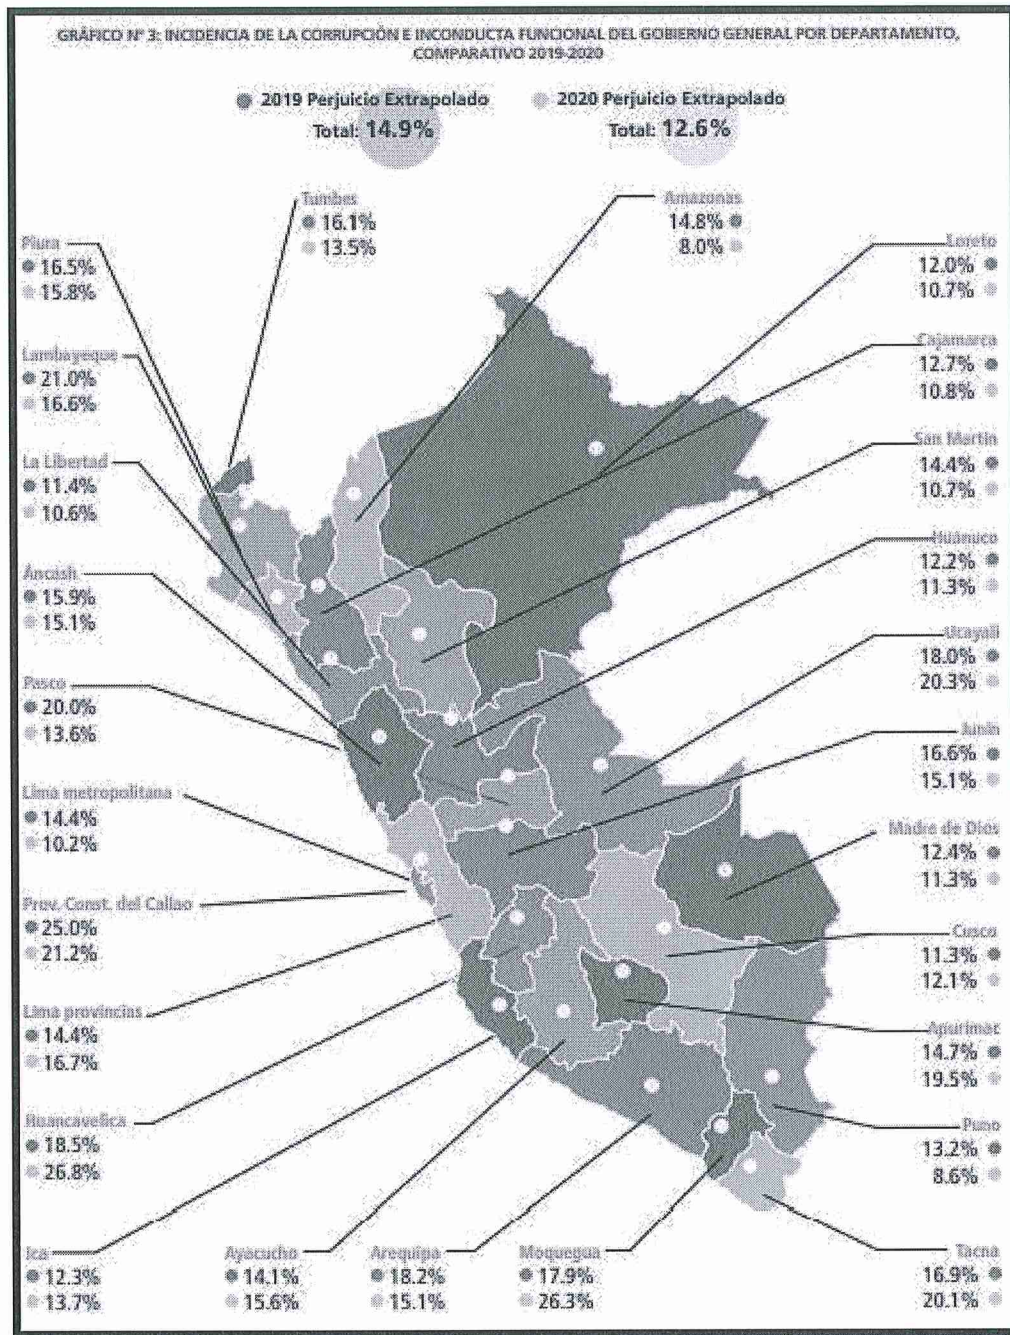 GRÁFICO N° 3: INCIDENCIA DE LA CORRUPCIÓN E INCONDUCTA FUNCIONAL DEL GOBIERNO GENERAL POR DEPARTAMENTO,
COMPARATIVO 2019-2020
2019 Perjuicio Extrapolado
Total: 14.9%
2020 Perjuicio Extrapolado
Total: 12.6%
Tumbes
16.1%
13.5%
Amazonas
14.8%
8.0%
Piura
16.5%
15.8%
Loreto
12.0%
10.7%
Lambayeque
21.0%
16.6%
Cajamarca
12.7%
10.8%
La Libertad
11.4%
10.6%
San Martín
14.4%
10.7%
Áncash
15.9%
15.1%
Huánuco
12.2%
11.3%
Pasco
20.0%
13.6%
Ucayali
18.0%
20.3%
Lima metropolitana
14.4%
10.2%
Junín
16.6%
15.1%
Prov. Const. del Callao
25.0%
21.2%
Madre de Dios
12.4%
11.3%
Lima provincias
14.4%
16.7%
Cusco
11.3%
12.1%
Huancavelica
18.5%
26.8%
Apurímac
14.7%
19.5%
Puno
13.2%
8.6%
Ica
12.3%
13.7%
Ayacucho
14.1%
15.6%
Arequipa
18.2%
15.1%
Moquegua
17.9%
26.3%
Tacna
16.9%
20.1%